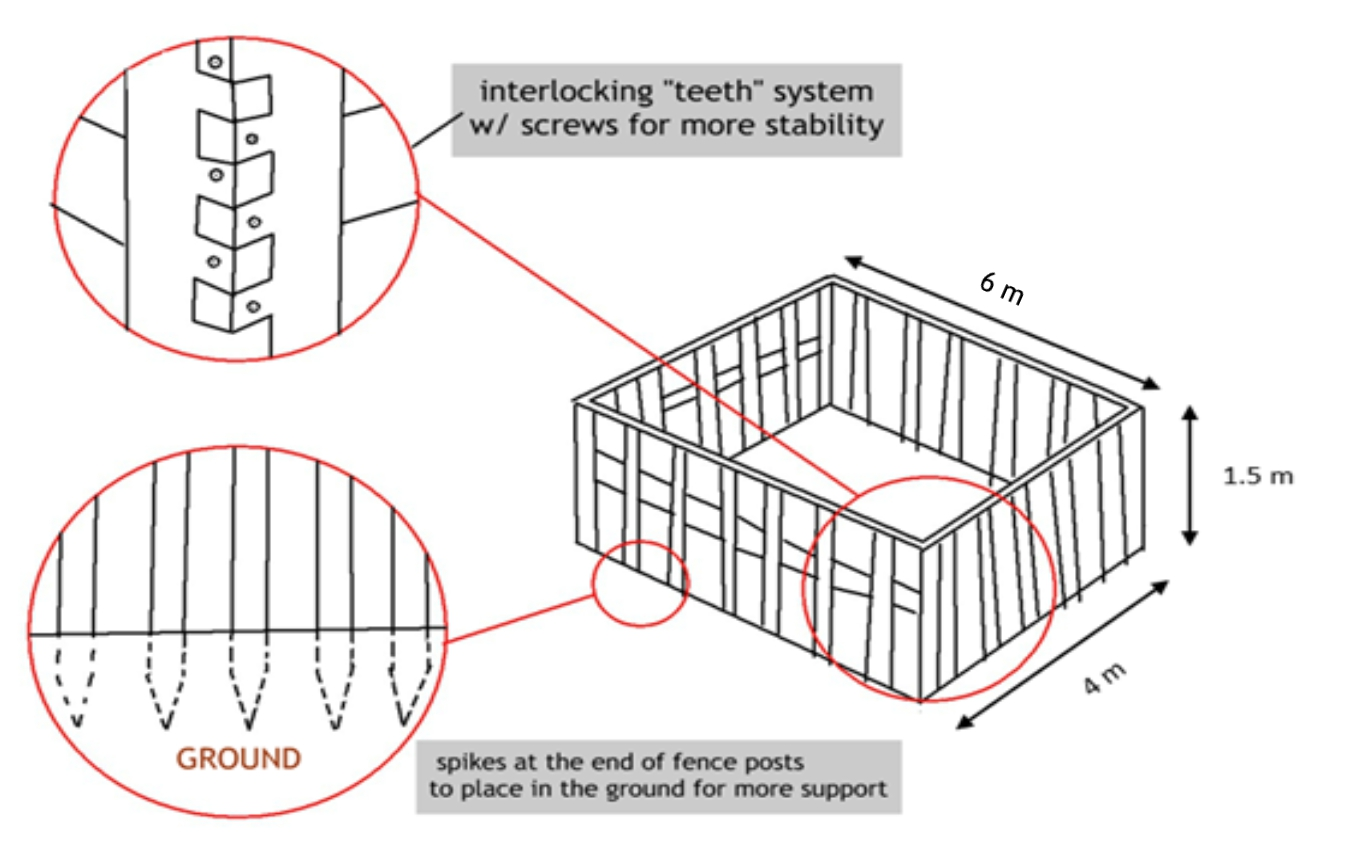 interlocking "teeth" system
w/ screws for more stability
6 m
1.5 m
4 m
GROUND
spikes at the end of fence posts
to place in the ground for more support